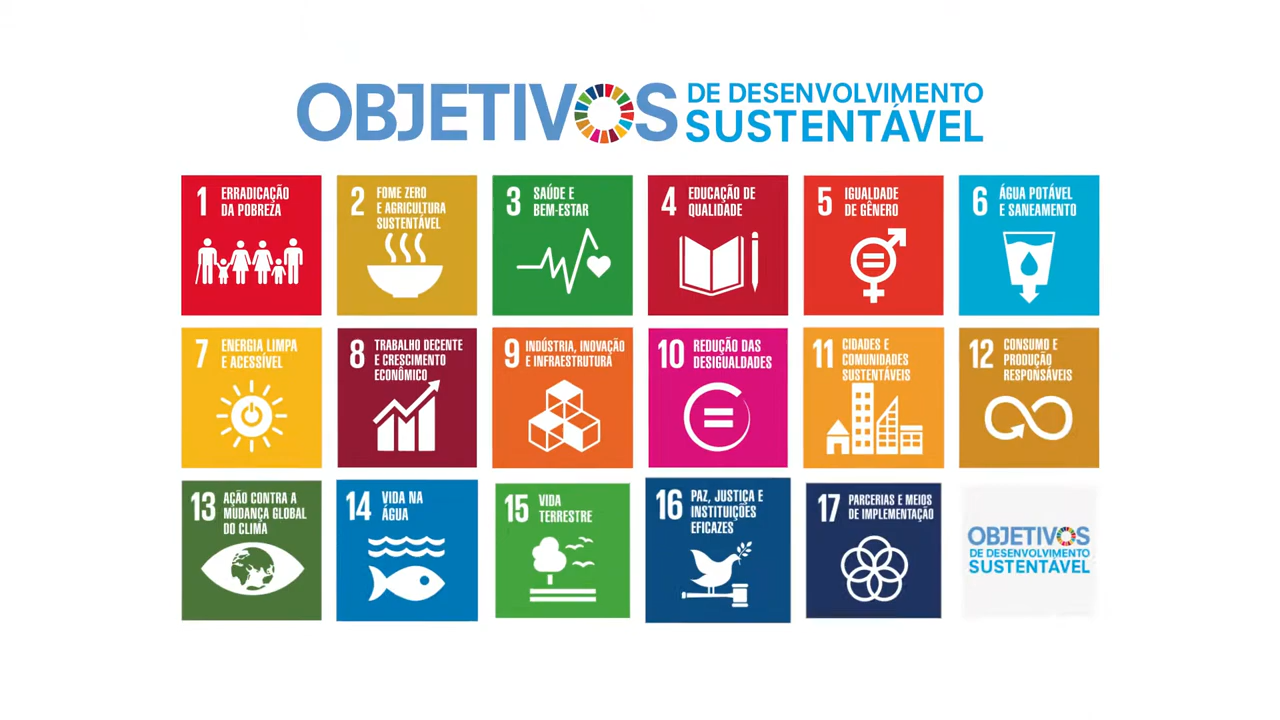 OBJETIVOS
DE DESENVOLVIMENTO
SUSTENTÁVEL
1 ERRADICAÇÃO
DA POBREZA
2 FOME ZERO
E AGRICULTURA
SUSTENTÁVEL
3 SAÚDE E
BEM-ESTAR
4 EDUCAÇÃO DE
QUALIDADE
5 IGUALDADE
DE GÊNERO
6 ÁGUA POTÁVEL
E SANEAMENTO
7 ENERGIA LIMPA
E ACESSÍVEL
8 TRABALHO DECENTE
E CRESCIMENTO
ECONÔMICO
9 INDÚSTRIA, INOVAÇÃO
E INFRAESTRUTURA
10 REDUÇÃO DAS
DESIGUALDADES
11 CIDADES E
COMUNIDADES
SUSTENTÁVEIS
12 CONSUMO E
PRODUÇÃO
RESPONSÁVEIS
13 AÇÃO CONTRA A
MUDANÇA GLOBAL
DO CLIMA
14 VIDA NA
ÁGUA
15 VIDA
TERRESTRE
16 PAZ, JUSTIÇA E
INSTITUIÇÕES
EFICAZES
17 PARCERIAS E MEIOS
DE IMPLEMENTAÇÃO
OBJETIVOS
DE DESENVOLVIMENTO
SUSTENTÁVEL